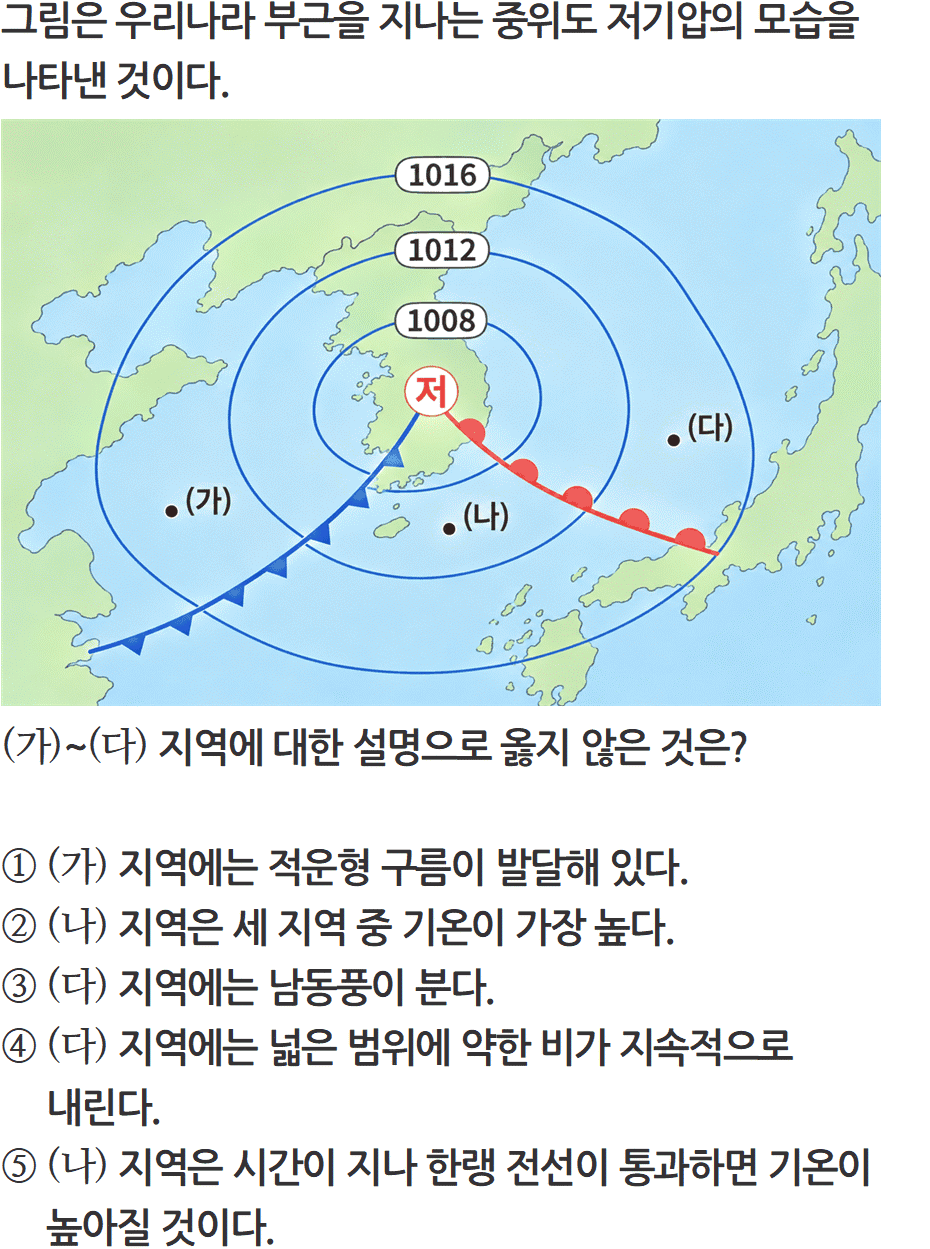 그림은 우리나라 부근을 지나는 중위도 저기압의 모습을
나타낸 것이다.
1016
1012
1008
저
(다)
(가)
(나)
(가)~(다) 지역에 대한 설명으로 옳지 않은 것은?
① (가) 지역에는 적운형 구름이 발달해 있다.
② (나) 지역은 세 지역 중 기온이 가장 높다.
③ (다) 지역에는 남동풍이 분다.
④ (다) 지역에는 넓은 범위에 약한 비가 지속적으로
내린다.
⑤ (나) 지역은 시간이 지나 한랭 전선이 통과하면 기온이
높아질 것이다.